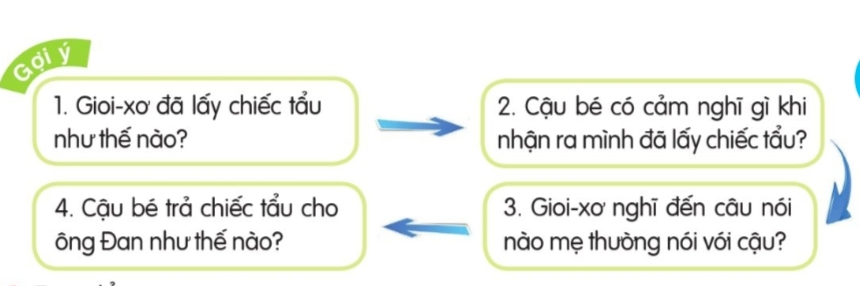 Gợi ý
1. Gioi-xơ đã lấy chiếc tẩu
như thế nào?
2. Cậu bé có cảm nghĩ gì khi
nhận ra mình đã lấy chiếc tẩu?
3. Gioi-xơ nghĩ đến câu nói
nào mẹ thường nói với cậu?
4. Cậu bé trả chiếc tẩu cho
ông Đan như thế nào?